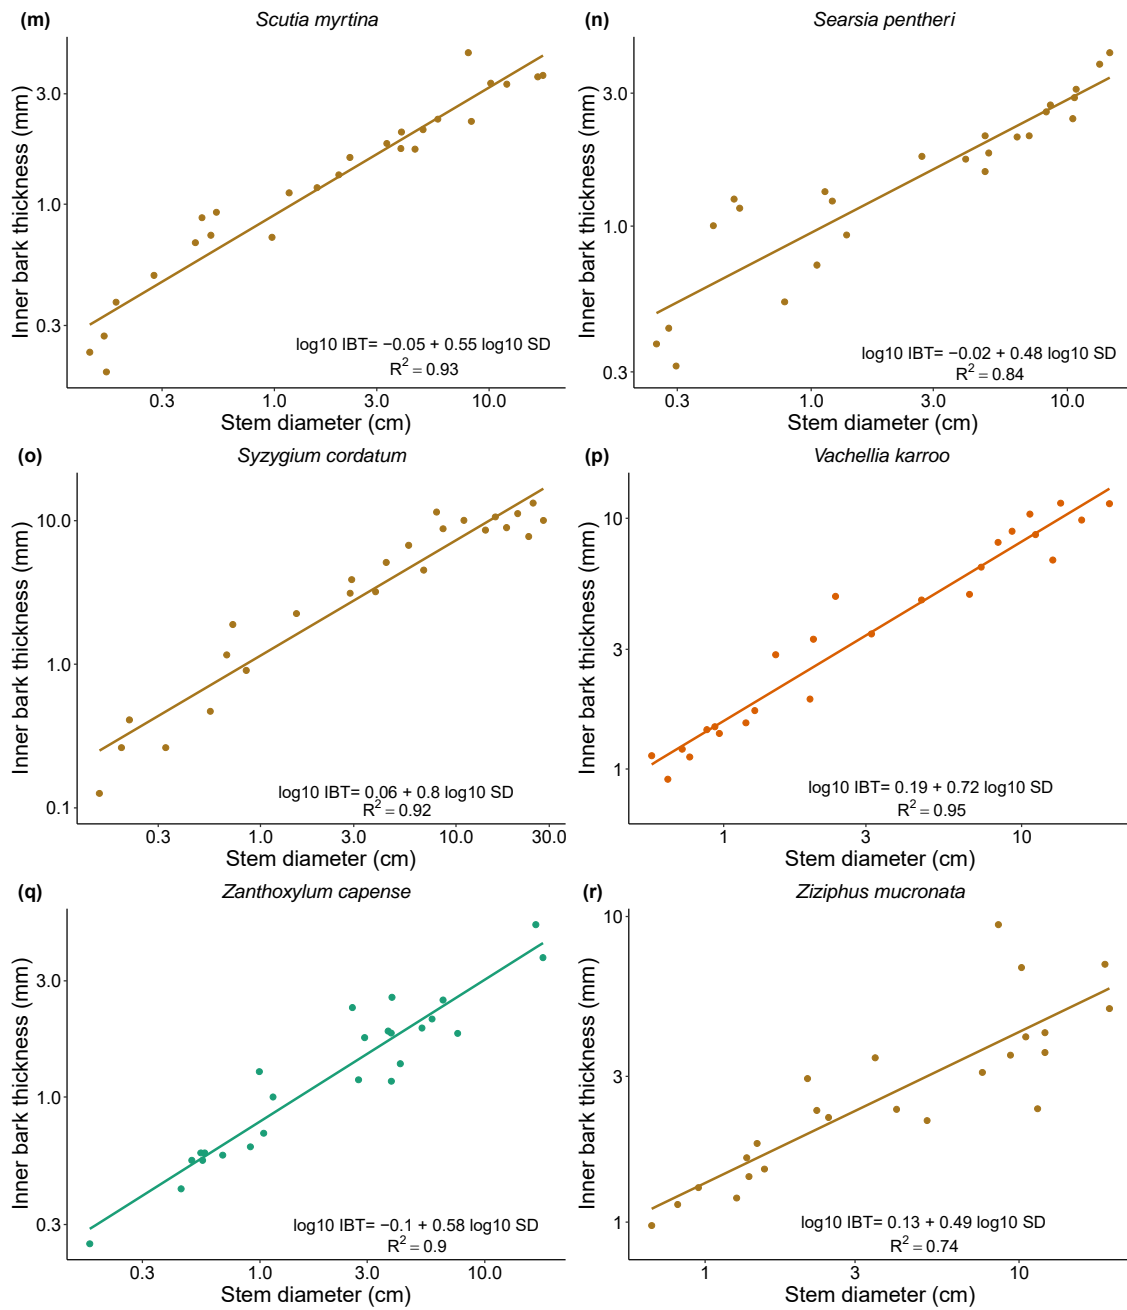 (m) Scutia myrtina
Inner bark thickness (mm)
3.0
1.0
0.3
log10 IBT= −0.05 + 0.55 log10 SD
R² = 0.93
0.3 1.0 3.0 10.0
Stem diameter (cm)
(n) Searsia pentheri
Inner bark thickness (mm)
3.0
1.0
0.3
log10 IBT= −0.02 + 0.48 log10 SD
R² = 0.84
0.3 1.0 3.0 10.0
Stem diameter (cm)
(o) Syzygium cordatum
Inner bark thickness (mm)
10.0
1.0
0.1
log10 IBT= 0.06 + 0.8 log10 SD
R² = 0.92
0.3 1.0 3.0 10.0 30.0
Stem diameter (cm)
(p) Vachellia karroo
Inner bark thickness (mm)
10
3
1
log10 IBT= 0.19 + 0.72 log10 SD
R² = 0.95
1 3 10
Stem diameter (cm)
(q) Zanthoxylum capense
Inner bark thickness (mm)
3.0
1.0
0.3
log10 IBT= −0.1 + 0.58 log10 SD
R² = 0.9
0.3 1.0 3.0 10.0
Stem diameter (cm)
(r) Ziziphus mucronata
Inner bark thickness (mm)
10
3
1
log10 IBT= 0.13 + 0.49 log10 SD
R² = 0.74
1 3 10
Stem diameter (cm)